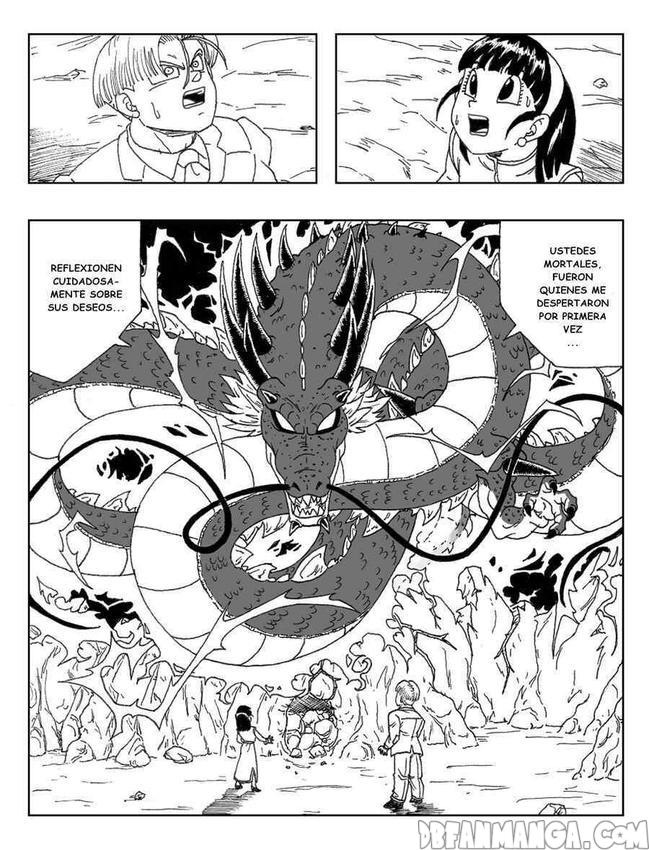 USTEDES
MORTALES,
FUERON
QUIENES ME
DESPERTARON
POR PRIMERA
VEZ
...
REFLEXIONEN
CUIDADOSA-
MENTE SOBRE
SUS DESEOS...
DBFANMANGA.COM